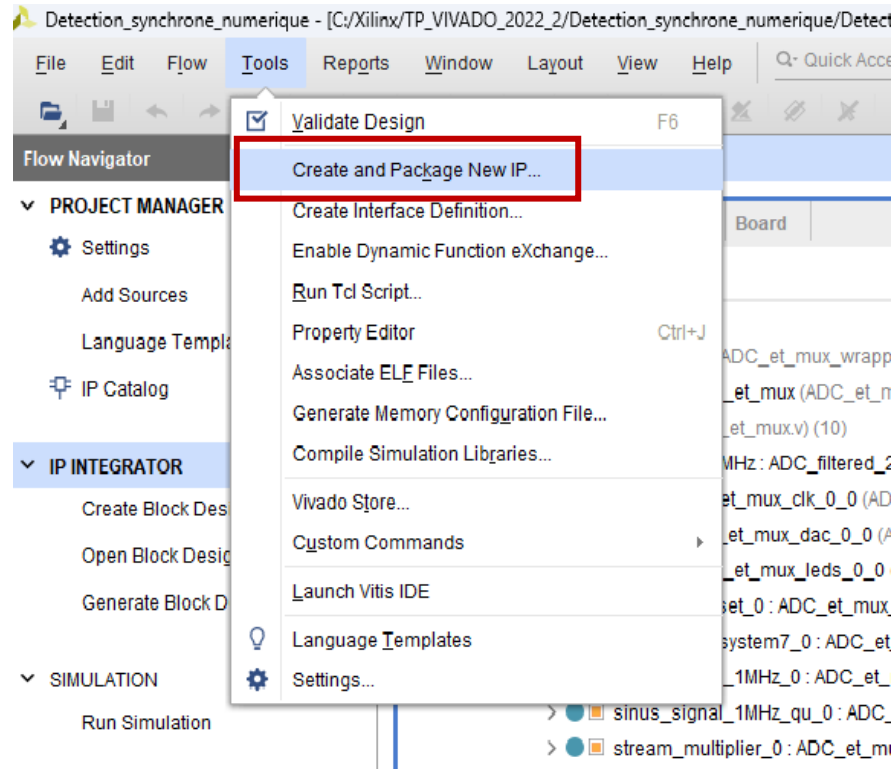 Detection_synchrone_numerique - [C:/Xilinx/TP_VIVADO_2022_2/Detection_synchrone_numerique/Detect
File Edit Flow Tools Reports Window Layout View Help Quick Acce
Validate Design F6
Flow Navigator
Create and Package New IP...
PROJECT MANAGER
Create Interface Definition...
Board
Settings
Enable Dynamic Function eXchange...
Add Sources
Run Tcl Script...
Language Templa
Property Editor Ctrl+J
ADC_et_mux_wrapp
IP Catalog
Associate ELF Files...
_et_mux (ADC_et_m
Generate Memory Configuration File...
_et_mux.v) (10)
IP INTEGRATOR
Compile Simulation Libraries...
MHz : ADC_filtered_2
Create Block Des
Vivado Store...
et_mux_clk_0_0 (AD
Open Block Desig
Custom Commands
_et_mux_dac_0_0 (A
_et_mux_leds_0_0
Generate Block D
Launch Vitis IDE
set_0 : ADC_et_mux_
Language Templates
system7_0 : ADC_et_
SIMULATION
Settings...
_1MHz_0 : ADC_et_
Run Simulation
sinus_signal_1MHz_qu_0 : ADC_
stream_multiplier_0 : ADC_et_mu